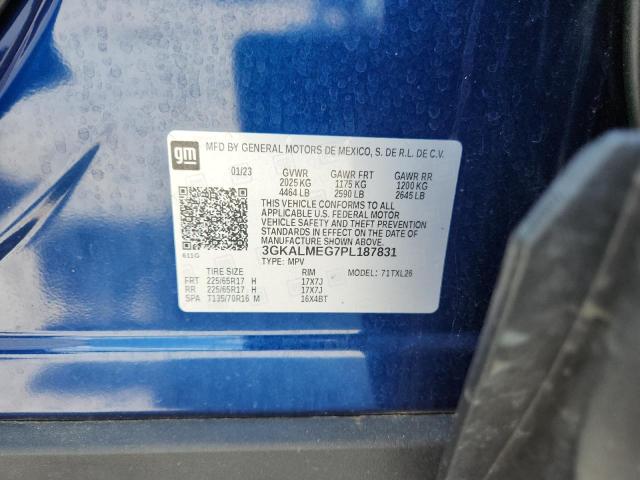 gm
MFD BY GENERAL MOTORS DE MEXICO, S. DE R.L. DE C.V.
01/23 GVWR GAWR FRT GAWR RR
2025 KG 1175 KG 1200 KG
4464 LB 2590 LB 2645 LB
THIS VEHICLE CONFORMS TO ALL
APPLICABLE U.S. FEDERAL MOTOR
VEHICLE SAFETY AND THEFT PREVENTION
STANDARDS IN EFFECT ON THE DATE OF
MANUFACTURE SHOWN ABOVE.
611G 3GKALMEG7PL187831
TYPE: MPV MODEL: 71TXL26
TIRE SIZE RIM
FRT 225/65R17 H 17X7J
RR 225/65R17 H 17X7J
SPA T135/70R16 M 16X4BT